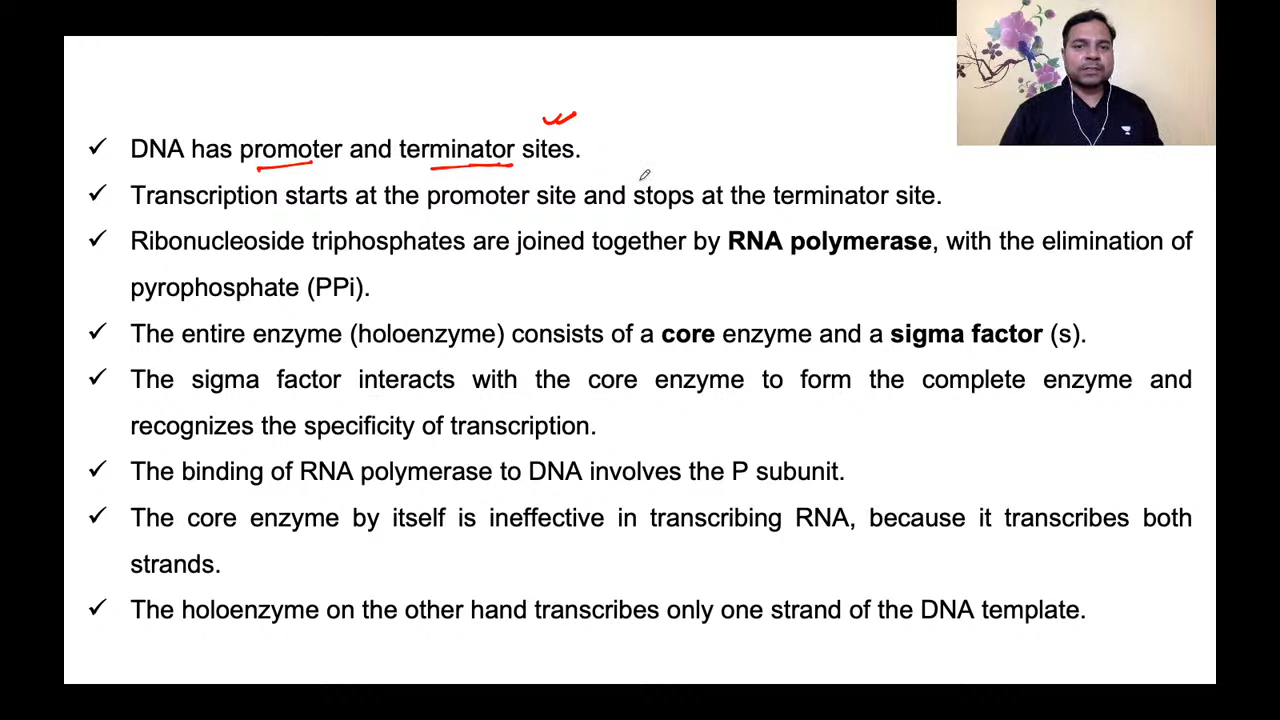 ✓ DNA has promoter and terminator sites.
✓ Transcription starts at the promoter site and stops at the terminator site.
✓ Ribonucleoside triphosphates are joined together by RNA polymerase, with the elimination of
pyrophosphate (PPi).
✓ The entire enzyme (holoenzyme) consists of a core enzyme and a sigma factor (s).
✓ The sigma factor interacts with the core enzyme to form the complete enzyme and
recognizes the specificity of transcription.
✓ The binding of RNA polymerase to DNA involves the P subunit.
✓ The core enzyme by itself is ineffective in transcribing RNA, because it transcribes both
strands.
✓ The holoenzyme on the other hand transcribes only one strand of the DNA template.